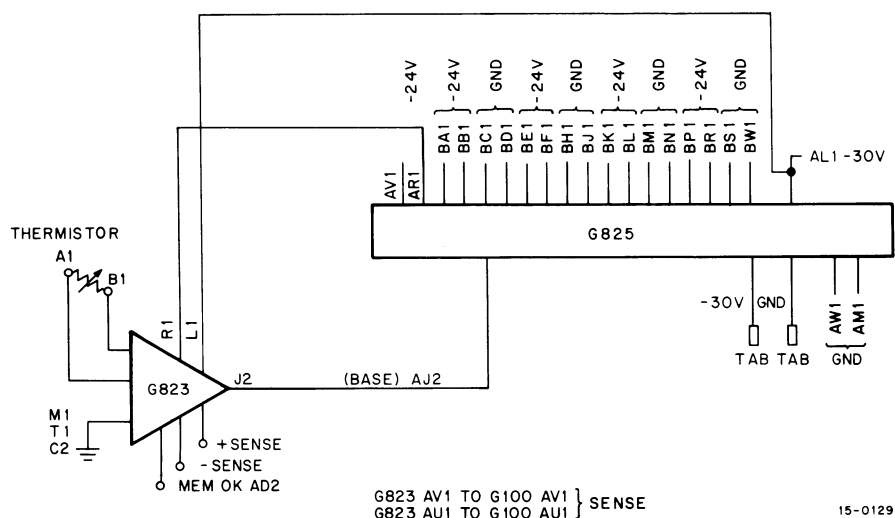 -24V
-24V
GND
-24V
GND
-24V
GND
-24V
GND
AV1
AR1
BA1
BB1
BC1
BD1
BE1
BF1
BH1
BJ1
BK1
BL1
BM1
BN1
BP1
BR1
BS1
BW1
AL1 -30V
G825
THERMISTOR
A1
B1
R1
L1
G823
J2
(BASE) AJ2
-30V GND
TAB TAB
AW1
AM1
GND
M1
T1
C2
+SENSE
-SENSE
MEM OK AD2
G823 AV1 TO G100 AV1
G823 AU1 TO G100 AU1
SENSE
15-0129